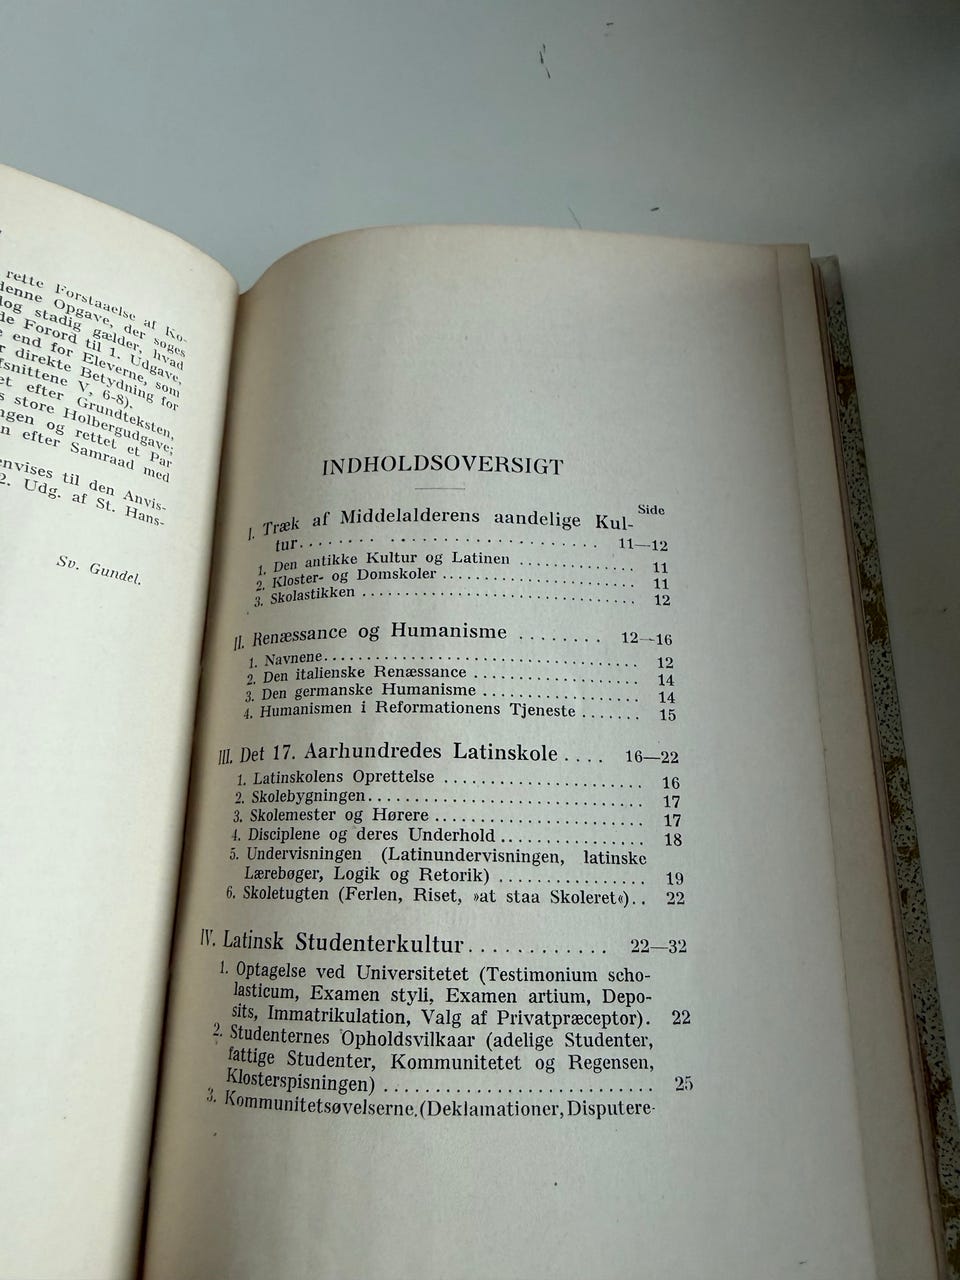 rette Forstaaelse af Ko-
denne Opgave, der søges
dog stadig gælder, hvad
Forord til 1. Udgave,
end for Eleverne, som
direkte Betydning for
V, 6-8).
efter Grundteksten,
store Holbergudgave;
og rettet et Par
efter Samraad med
til den Anvis-
2. Udg. af St. Hans-
Sv. Gundel.
INDHOLDSOVERSIGT
Side
I. Træk af Middelalderens aandelige Kul-
tur. . . . . . . . . . . . . . . . . . . . . . . . . . . . 11—12
1. Den antikke Kultur og Latinen . . . . . . . . . . . . . 11
2. Kloster- og Domskoler . . . . . . . . . . . . . . . . . . . . . 11
3. Skolastikken . . . . . . . . . . . . . . . . . . . . . . . . . . . . . 12
II. Renæssance og Humanisme . . . . . . . . 12—16
1. Navnene. . . . . . . . . . . . . . . . . . . . . . . . . . . . . . . . . 12
2. Den italienske Renæssance . . . . . . . . . . . . . . . . . 14
3. Den germanske Humanisme . . . . . . . . . . . . . . . . 14
4. Humanismen i Reformationens Tjeneste . . . . . . . 15
III. Det 17. Aarhundredes Latinskole . . . . 16—22
1. Latinskolens Oprettelse . . . . . . . . . . . . . . . . . . . . 16
2. Skolebygningen. . . . . . . . . . . . . . . . . . . . . . . . . . . . 17
3. Skolemester og Hørere . . . . . . . . . . . . . . . . . . . . . 17
4. Disciplene og deres Underhold . . . . . . . . . . . . . . 18
5. Undervisningen (Latinundervisningen, latinske
Lærebøger, Logik og Retorik) . . . . . . . . . . . . . . . 19
6. Skoletugten (Ferlen, Riset, »at staa Skoleret«). . 22
IV. Latinsk Studenterkultur. . . . . . . . . . . . 22—32
1. Optagelse ved Universitetet (Testimonium scho-
lasticum, Examen styli, Examen artium, Depo-
sits, Immatrikulation, Valg af Privatpræceptor). 22
2. Studenternes Opholdsvilkaar (adelige Studenter,
fattige Studenter, Kommunitetet og Regensen,
Klosterspisningen) . . . . . . . . . . . . . . . . . . . . . . . . . 25
3. Kommunitetsøvelserne.(Deklamationer, Disputere-